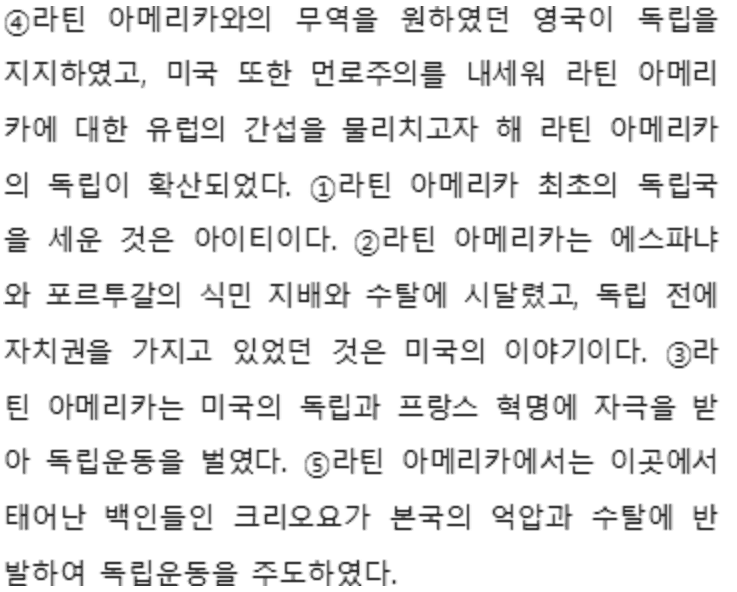 ④라틴 아메리카와의 무역을 원하였던 영국이 독립을
지지하였고, 미국 또한 먼로주의를 내세워 라틴 아메리
카에 대한 유럽의 간섭을 물리치고자 해 라틴 아메리카
의 독립이 확산되었다. ①라틴 아메리카 최초의 독립국
을 세운 것은 아이티이다. ②라틴 아메리카는 에스파냐
와 포르투갈의 식민 지배와 수탈에 시달렸고, 독립 전에
자치권을 가지고 있었던 것은 미국의 이야기이다. ③라
틴 아메리카는 미국의 독립과 프랑스 혁명에 자극을 받
아 독립운동을 벌였다. ⑤라틴 아메리카에서는 이곳에서
태어난 백인들인 크리오요가 본국의 억압과 수탈에 반
발하여 독립운동을 주도하였다.